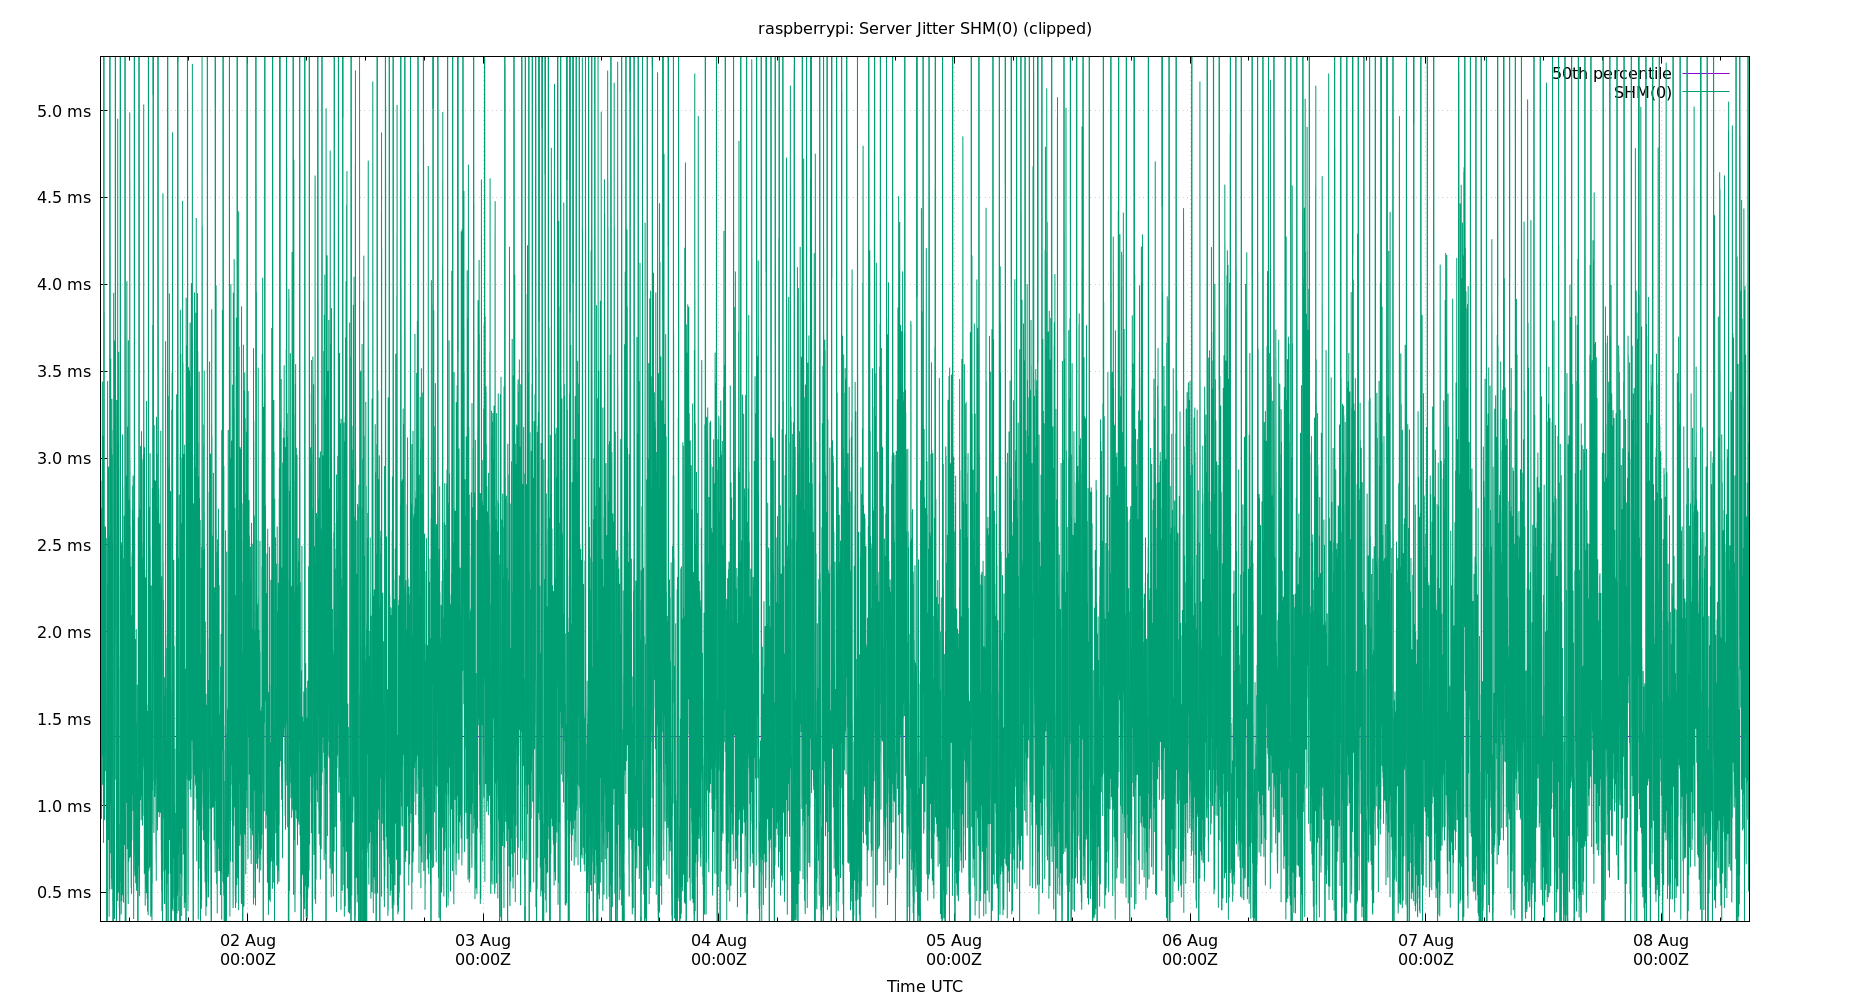 raspberrypi: Server Jitter SHM(0) (clipped)
50th percentile
SHM(0)
5.0 ms
4.5 ms
4.0 ms
3.5 ms
3.0 ms
2.5 ms
2.0 ms
1.5 ms
1.0 ms
0.5 ms
02 Aug 03 Aug 04 Aug 05 Aug 06 Aug 07 Aug 08 Aug
00:00Z 00:00Z 00:00Z 00:00Z 00:00Z 00:00Z 00:00Z
Time UTC